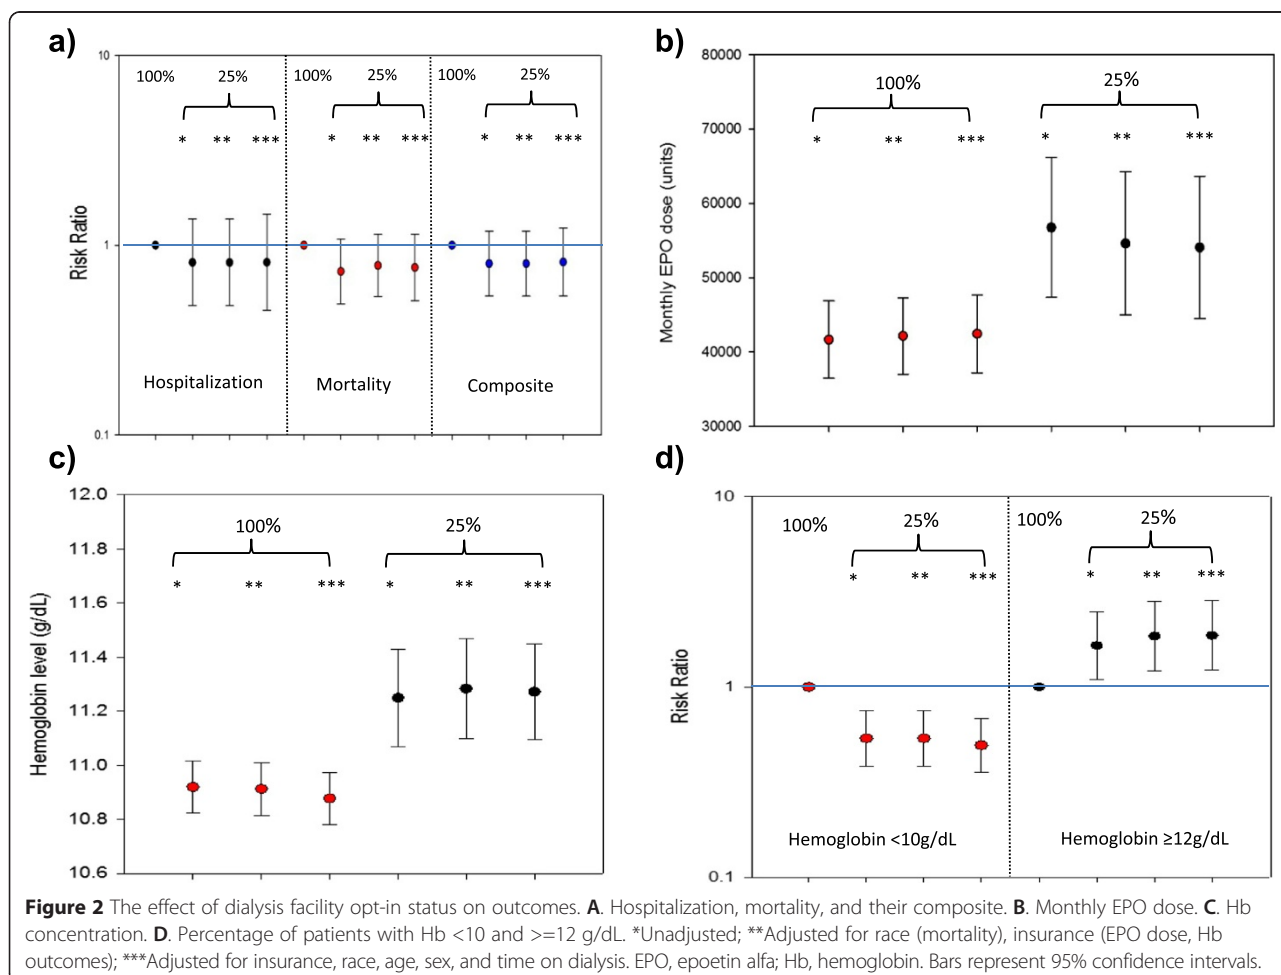 a)
10
100% 25% 100% 25% 100% 25%
* ** *** * ** *** * ** ***
Risk Ratio
1
Hospitalization Mortality Composite
0.1
b)
80000
100% 25%
70000
* ** *** * ** ***
Monthly EPO dose (units)
60000
50000
40000
30000
c)
12.0
100% 25%
11.8
* ** *** * ** ***
11.6
Hemoglobin level (g/dL)
11.4
11.2
11.0
10.8
10.6
d)
10
100% 25% 100% 25%
* ** *** * ** ***
Risk Ratio
1
Hemoglobin <10g/dL Hemoglobin ≥12g/dL
0.1
Figure 2 The effect of dialysis facility opt-in status on outcomes. A. Hospitalization, mortality, and their composite. B. Monthly EPO dose. C. Hb
concentration. D. Percentage of patients with Hb <10 and >=12 g/dL. *Unadjusted; **Adjusted for race (mortality), insurance (EPO dose, Hb
outcomes); ***Adjusted for insurance, race, age, sex, and time on dialysis. EPO, epoetin alfa; Hb, hemoglobin. Bars represent 95% confidence intervals.